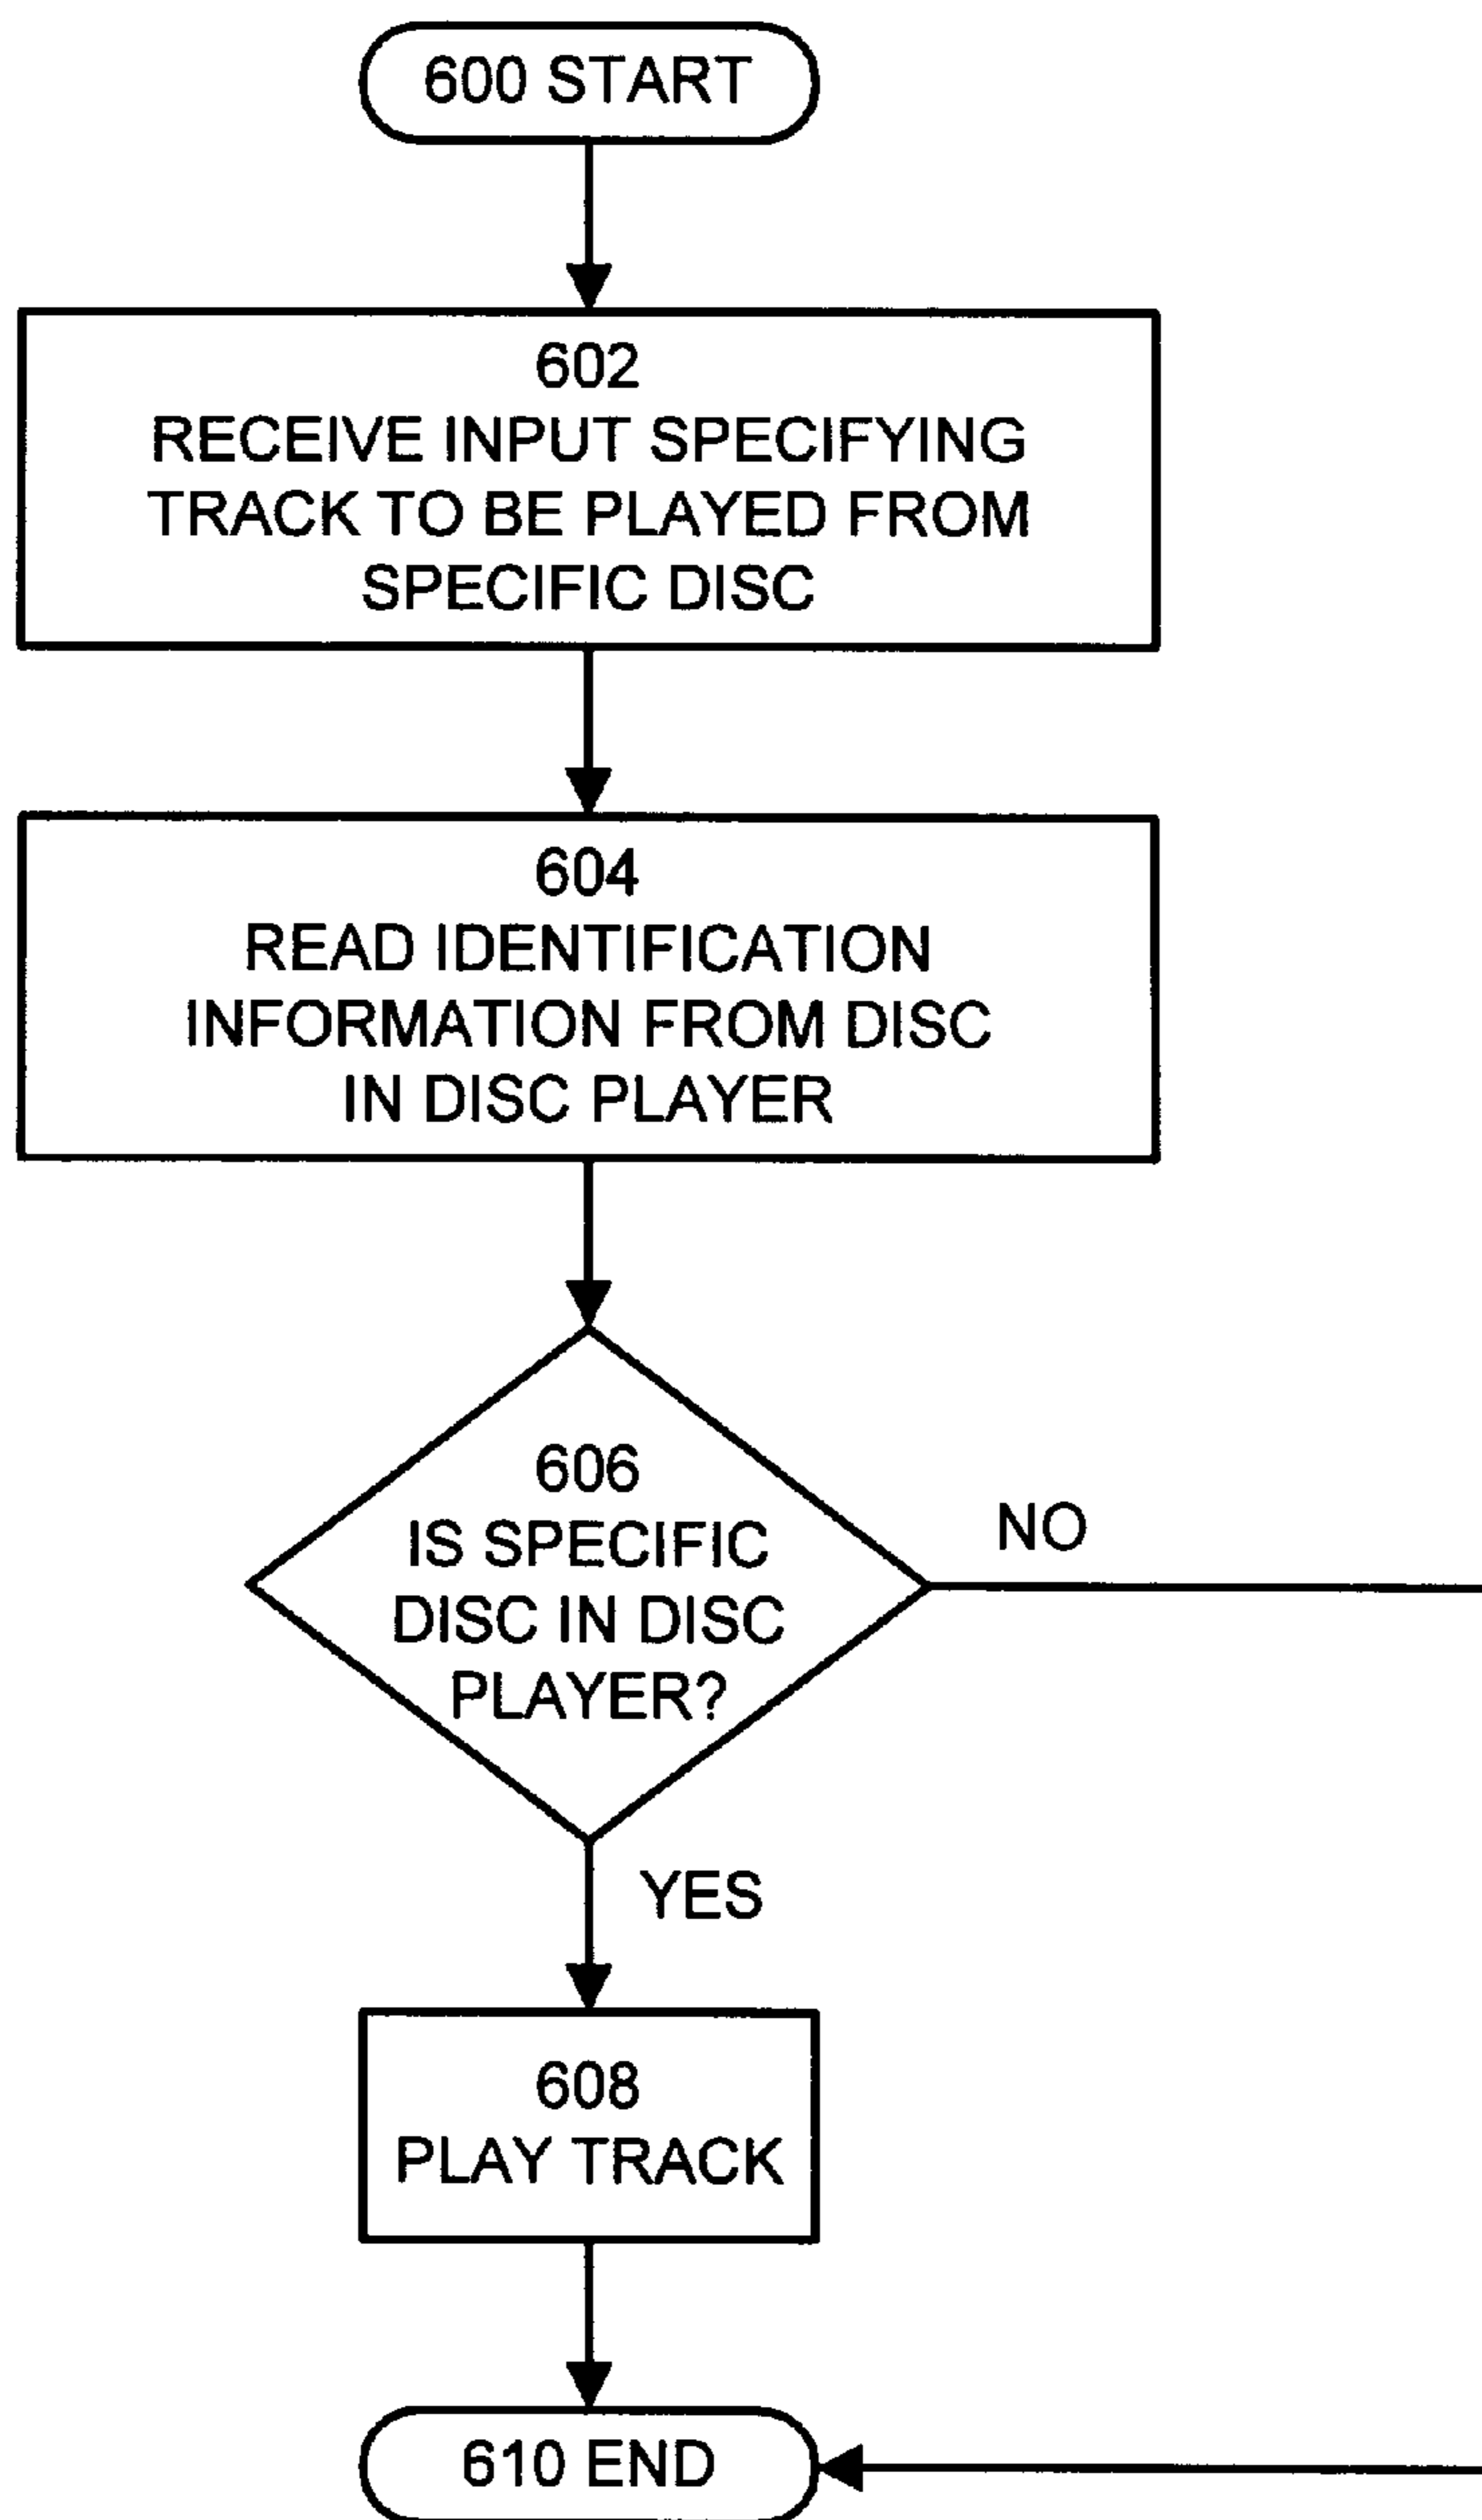 600 START
602
RECEIVE INPUT SPECIFYING
TRACK TO BE PLAYED FROM
SPECIFIC DISC
604
READ IDENTIFICATION
INFORMATION FROM DISC
IN DISC PLAYER
606
IS SPECIFIC
DISC IN DISC
PLAYER?
NO
YES
608
PLAY TRACK
610 END